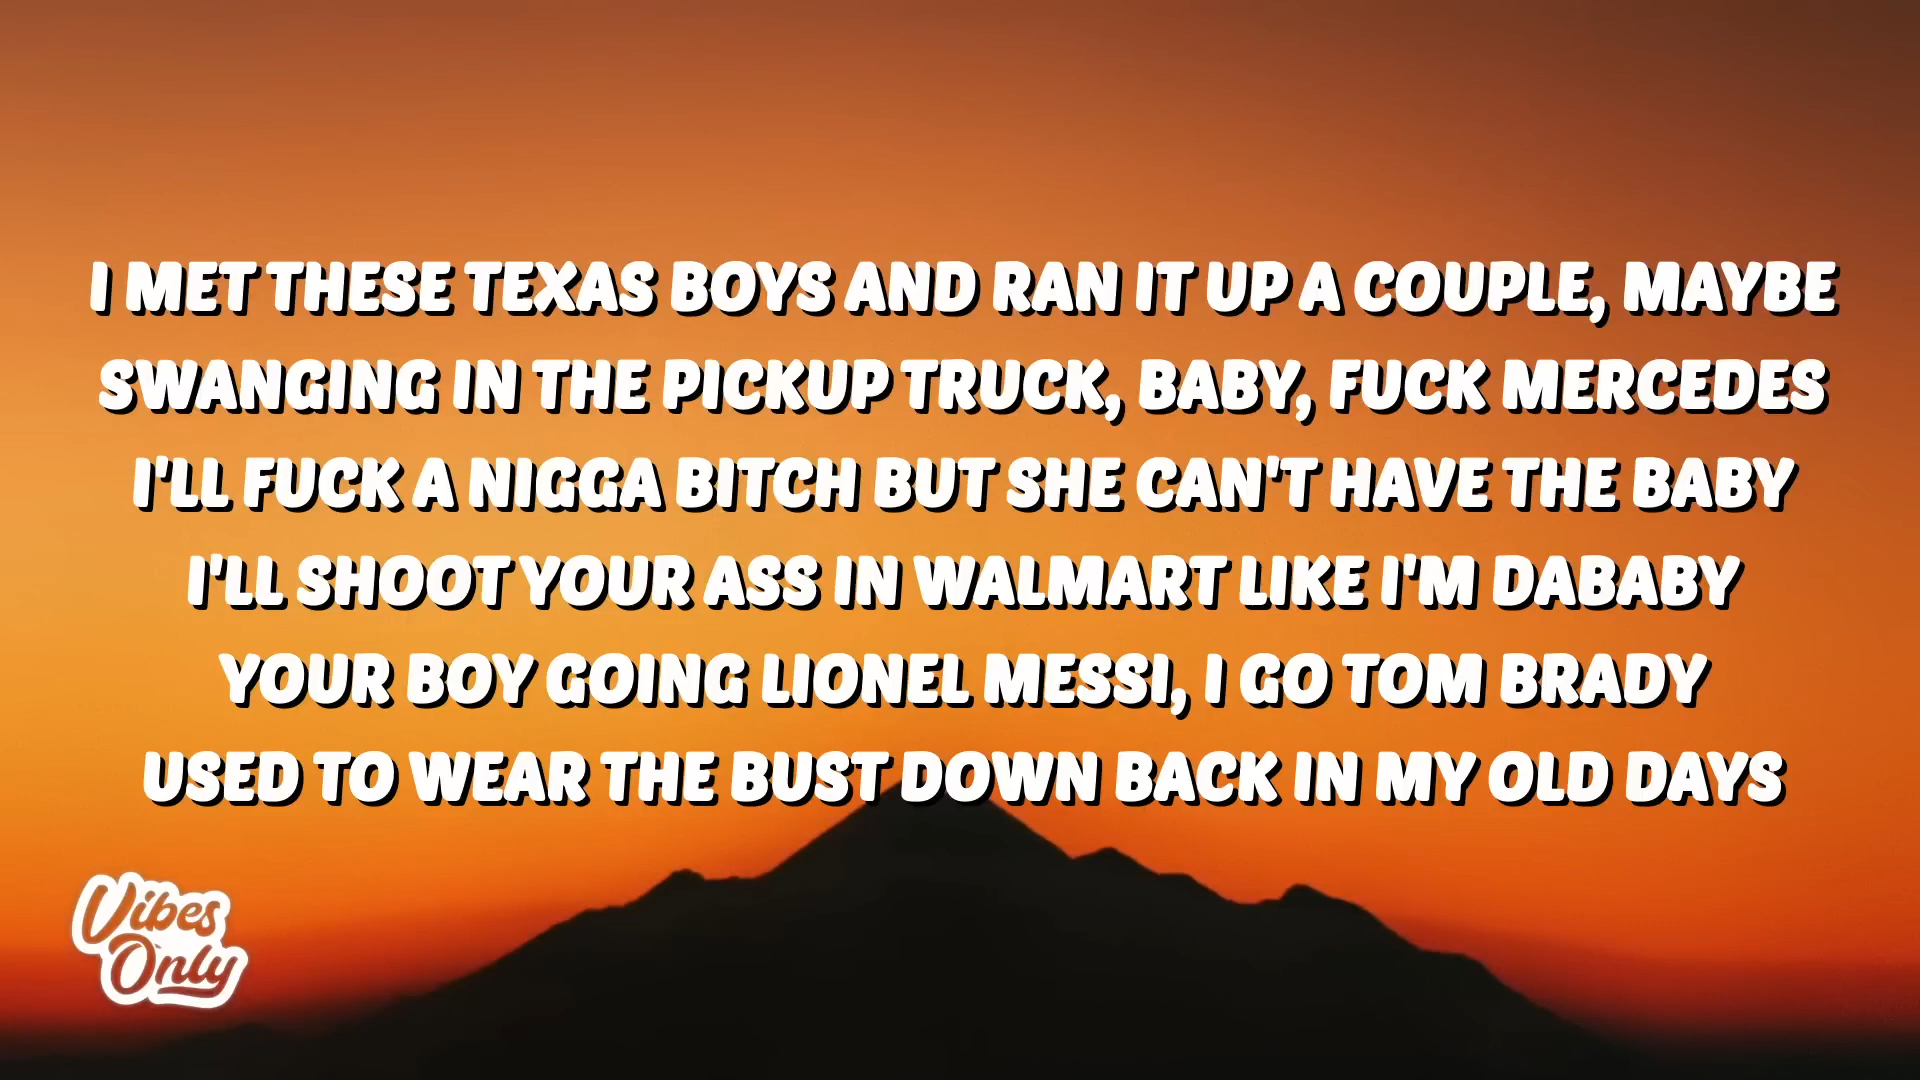 I MET THESE TEXAS BOYS AND RAN IT UP A COUPLE, MAYBE
SWANGING IN THE PICKUP TRUCK, BABY, FUCK MERCEDES
I'LL FUCK A NIGGA BITCH BUT SHE CAN'T HAVE THE BABY
I'LL SHOOT YOUR ASS IN WALMART LIKE I'M DABABY
YOUR BOY GOING LIONEL MESSI, I GO TOM BRADY
USED TO WEAR THE BUST DOWN BACK IN MY OLD DAYS
Vibes
Only